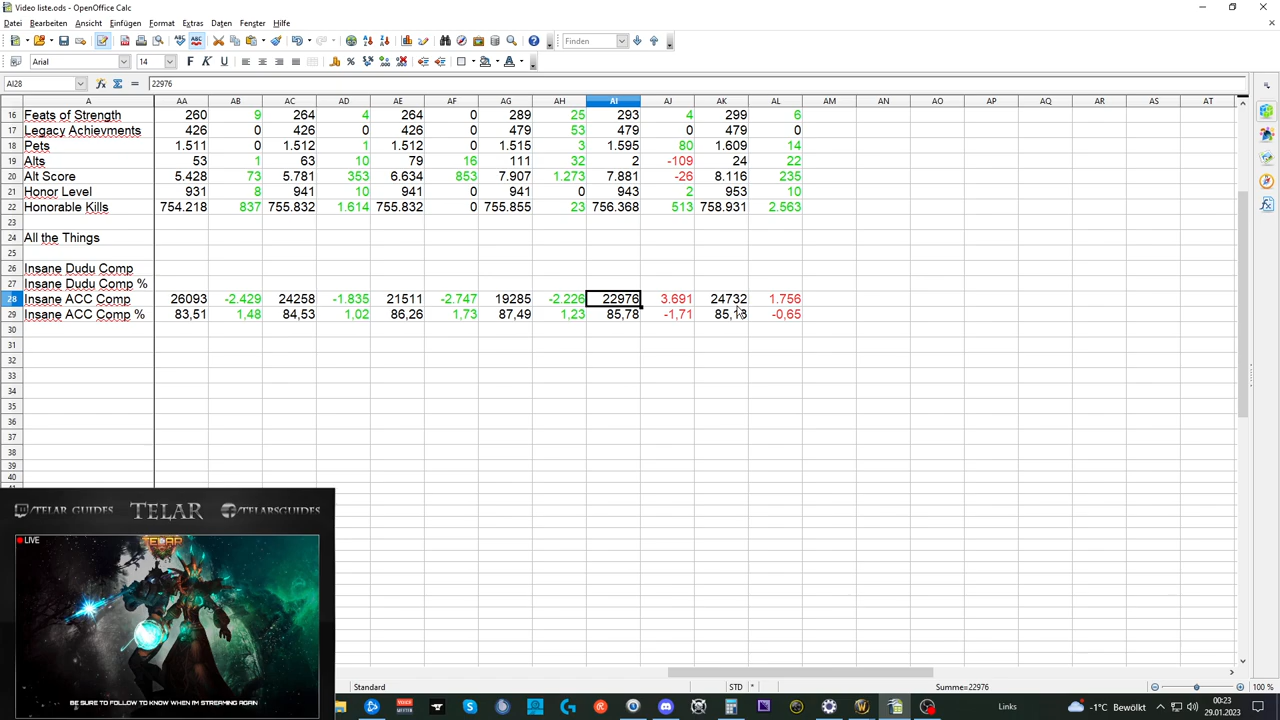 Video liste.ods - OpenOffice Calc
Datei Bearbeiten Ansicht Einfügen Format Extras Daten Fenster Hilfe
Finden
Arial 14
AI28 22976
A AA AB AC AD AE AF AG AH AI AJ AK AL AM AN AO AP AQ AR AS AT
16 Feats of Strength 260 9 264 4 264 0 289 25 293 4 299 6
17 Legacy Achievments 426 0 426 0 426 0 479 53 479 0 479 0
18 Pets 1.511 0 1.512 1 1.512 0 1.515 3 1.595 80 1.609 14
19 Alts 53 1 63 10 79 16 111 32 2 -109 24 22
20 Alt Score 5.428 73 5.781 353 6.634 853 7.907 1.273 7.881 -26 8.116 235
21 Honor Level 931 8 941 10 941 0 941 0 943 2 953 10
22 Honorable Kills 754.218 837 755.832 1.614 755.832 0 755.855 23 756.368 513 758.931 2.563
23
24 All the Things
25
26 Insane Dudu Comp
27 Insane Dudu Comp %
28 Insane ACC Comp 26093 -2.429 24258 -1.835 21511 -2.747 19285 -2.226 22976 3.691 24732 1.756
29 Insane ACC Comp % 83,51 1,48 84,53 1,02 86,26 1,73 87,49 1,23 85,78 -1,71 -0,65
30
31
32
33
34
35
36
37
38
39
40
/TELAR GUIDES TELAR /TELARSGUIDES
LIVE
TELAR
BE SURE TO FOLLOW TO KNOW WHEN I'M STREAMING AGAIN
Standard STD * Summe=22976 100 %
Links -1°C Bewölkt 00:23
29.01.2023